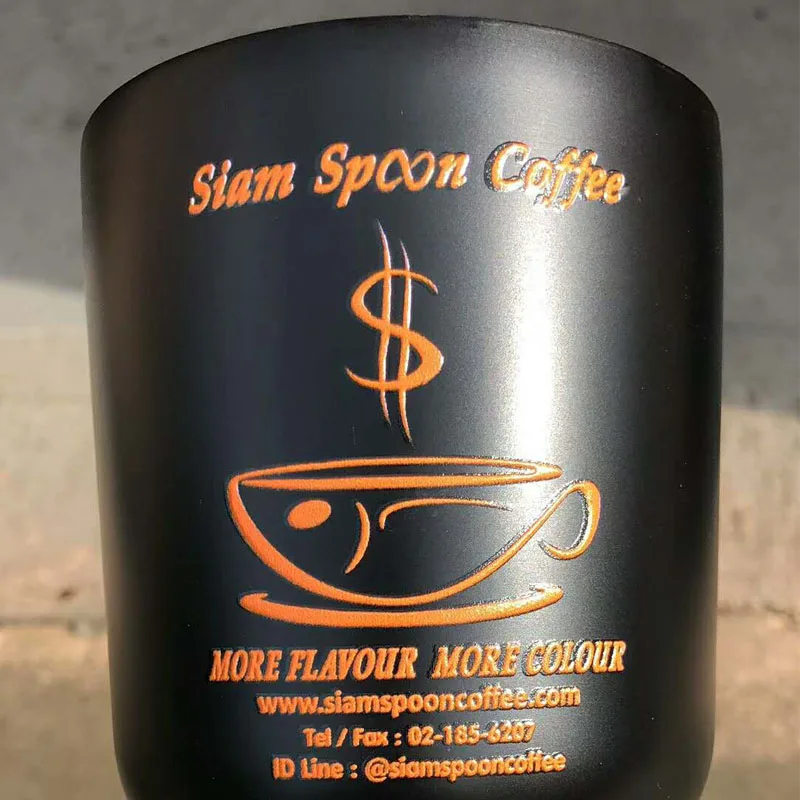 Siam Spoon Coffee
$
MORE FLAVOUR MORE COLOUR
www.siamspooncoffee.com
Tel / Fax : 02-185-6207
ID Line : @siamspooncoffee